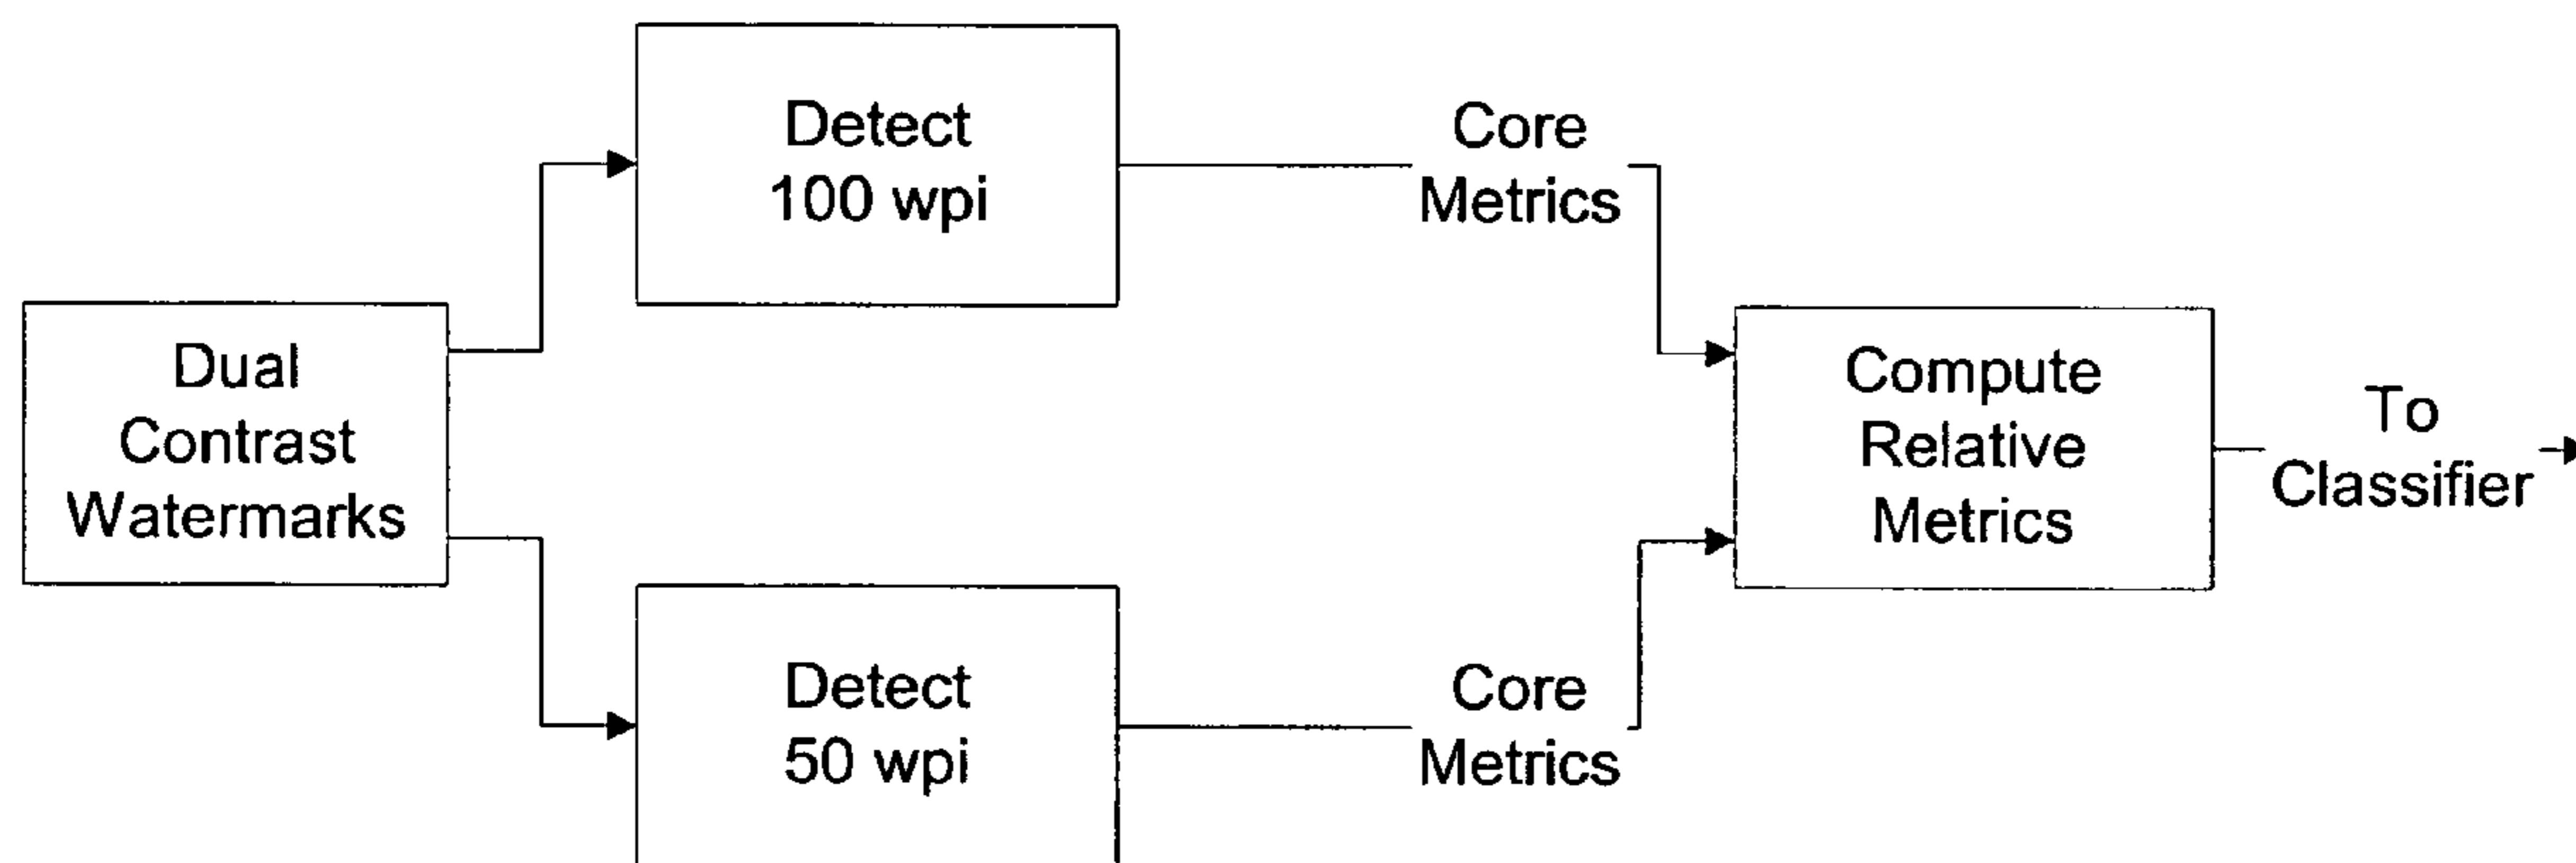 Detect
100 wpi
Core
Metrics
Dual
Contrast
Watermarks
Compute
Relative
Metrics
To
Classifier
Detect
50 wpi
Core
Metrics